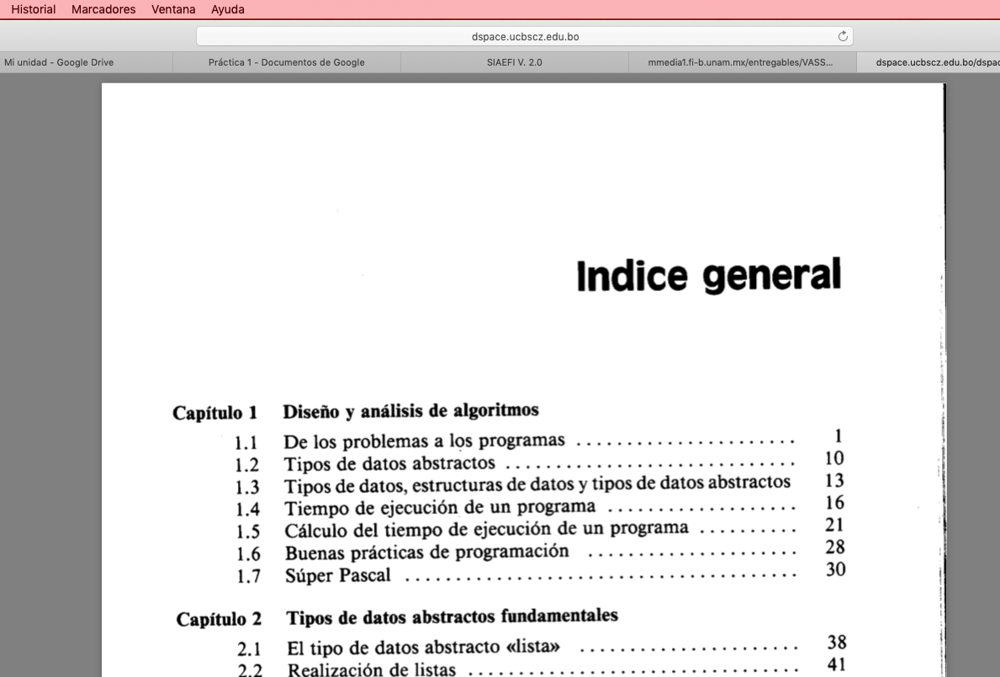 Historial Marcadores Ventana Ayuda
dspace.ucbscz.edu.bo
Mi unidad - Google Drive Práctica 1 - Documentos de Google SIAEFI V. 2.0 mmedia1.fi-b.unam.mx/entregables/VASS... dspace.ucbscz.edu.bo/dspac
Indice general
Capítulo 1 Diseño y análisis de algoritmos
1.1 De los problemas a los programas ...................... 1
1.2 Tipos de datos abstractos ............................. 10
1.3 Tipos de datos, estructuras de datos y tipos de datos abstractos 13
1.4 Tiempo de ejecución de un programa ................... 16
1.5 Cálculo del tiempo de ejecución de un programa .......... 21
1.6 Buenas prácticas de programación ..................... 28
1.7 Súper Pascal ....................................... 30
Capítulo 2 Tipos de datos abstractos fundamentales
2.1 El tipo de datos abstracto «lista» ...................... 38
2.2 Realización de listas ................................. 41